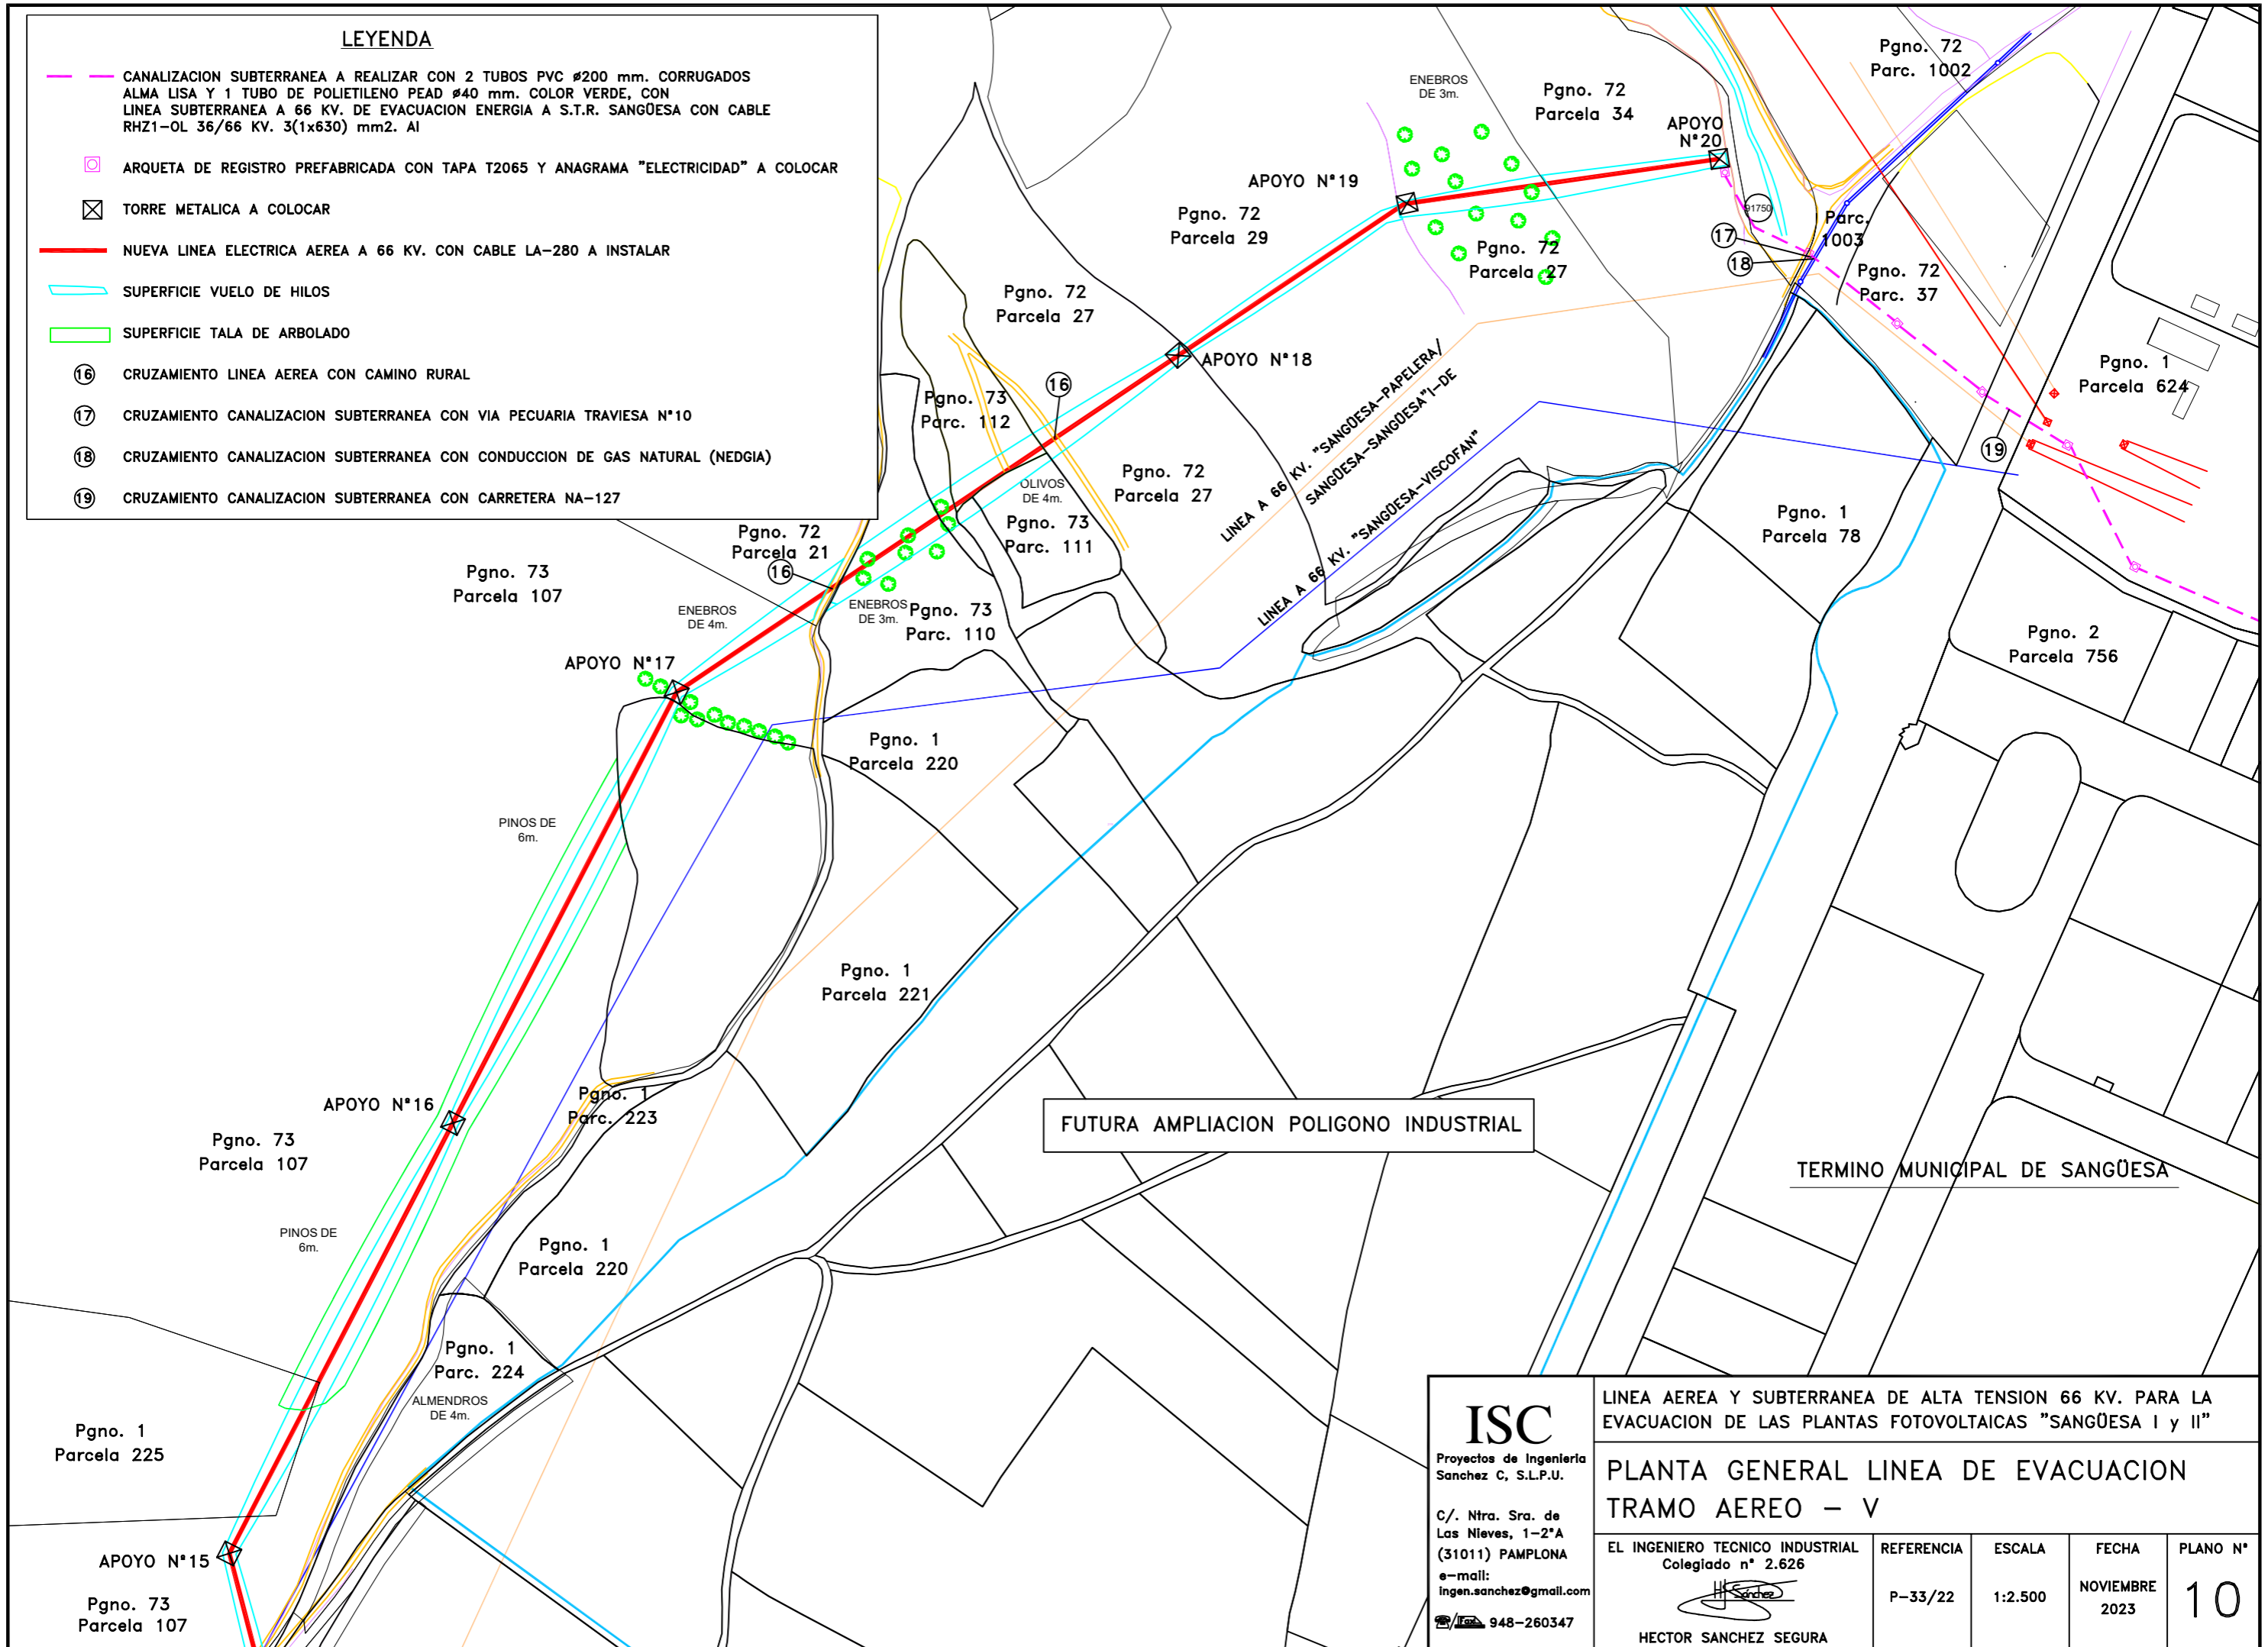 LEYENDA
CANALIZACION SUBTERRANEA A REALIZAR CON 2 TUBOS PVC ø200 mm. CORRUGADOS
ALMA LISA Y 1 TUBO DE POLIETILENO PEAD ø40 mm. COLOR VERDE, CON
LINEA SUBTERRANEA A 66 KV. DE EVACUACION ENERGIA A S.T.R. SANGÜESA CON CABLE
RHZ1-OL 36/66 KV. 3(1x630) mm2. Al
ARQUETA DE REGISTRO PREFABRICADA CON TAPA T2065 Y ANAGRAMA "ELECTRICIDAD" A COLOCAR
TORRE METALICA A COLOCAR
NUEVA LINEA ELECTRICA AEREA A 66 KV. CON CABLE LA-280 A INSTALAR
SUPERFICIE VUELO DE HILOS
SUPERFICIE TALA DE ARBOLADO
16 CRUZAMIENTO LINEA AEREA CON CAMINO RURAL
17 CRUZAMIENTO CANALIZACION SUBTERRANEA CON VIA PECUARIA TRAVIESA Nº10
18 CRUZAMIENTO CANALIZACION SUBTERRANEA CON CONDUCCION DE GAS NATURAL (NEDGIA)
19 CRUZAMIENTO CANALIZACION SUBTERRANEA CON CARRETERA NA-127
Pgno. 72
Parc. 1002
ENEBROS
DE 3m.
Pgno. 72
Parcela 34
APOYO
Nº20
APOYO Nº19
Pgno. 72
Parcela 29
91750
Parc.
1003
17
18
Pgno. 72
Parcela 27
Pgno. 72
Parc. 37
Pgno. 72
Parcela 27
APOYO Nº18
Pgno. 1
Parcela 624
16
Pgno. 73
Parc. 112
LINEA A 66 KV. "SANGÜESA-PAPELERA/
SANGÜESA-SANGÜESA"I-DE
LINEA A 66 KV. "SANGÜESA-VISCOFAN"
19
Pgno. 72
Parcela 27
OLIVOS
DE 4m.
Pgno. 73
Parc. 111
Pgno. 1
Parcela 78
Pgno. 72
Parcela 21
16
Pgno. 73
Parcela 107
ENEBROS
DE 4m.
ENEBROS
DE 3m.
Pgno. 73
Parc. 110
Pgno. 2
Parcela 756
APOYO Nº17
Pgno. 1
Parcela 220
PINOS DE
6m.
Pgno. 1
Parcela 221
APOYO Nº16
Pgno. 1
Parc. 223
FUTURA AMPLIACION POLIGONO INDUSTRIAL
Pgno. 73
Parcela 107
TERMINO MUNICIPAL DE SANGÜESA
PINOS DE
6m.
Pgno. 1
Parcela 220
Pgno. 1
Parc. 224
ALMENDROS
DE 4m.
Pgno. 1
Parcela 225
APOYO Nº15
Pgno. 73
Parcela 107
ISC
Proyectos de Ingenieria
Sanchez C, S.L.P.U.
C/. Ntra. Sra. de
Las Nieves, 1-2ºA
(31011) PAMPLONA
e-mail:
ingen.sanchez@gmail.com
Fax. 948-260347
LINEA AEREA Y SUBTERRANEA DE ALTA TENSION 66 KV. PARA LA
EVACUACION DE LAS PLANTAS FOTOVOLTAICAS "SANGÜESA I y II"
PLANTA GENERAL LINEA DE EVACUACION
TRAMO AEREO - V
EL INGENIERO TECNICO INDUSTRIAL
Colegiado nº 2.626
HSánchez
HECTOR SANCHEZ SEGURA
REFERENCIA
P-33/22
ESCALA
1:2.500
FECHA
NOVIEMBRE
2023
PLANO Nº
10